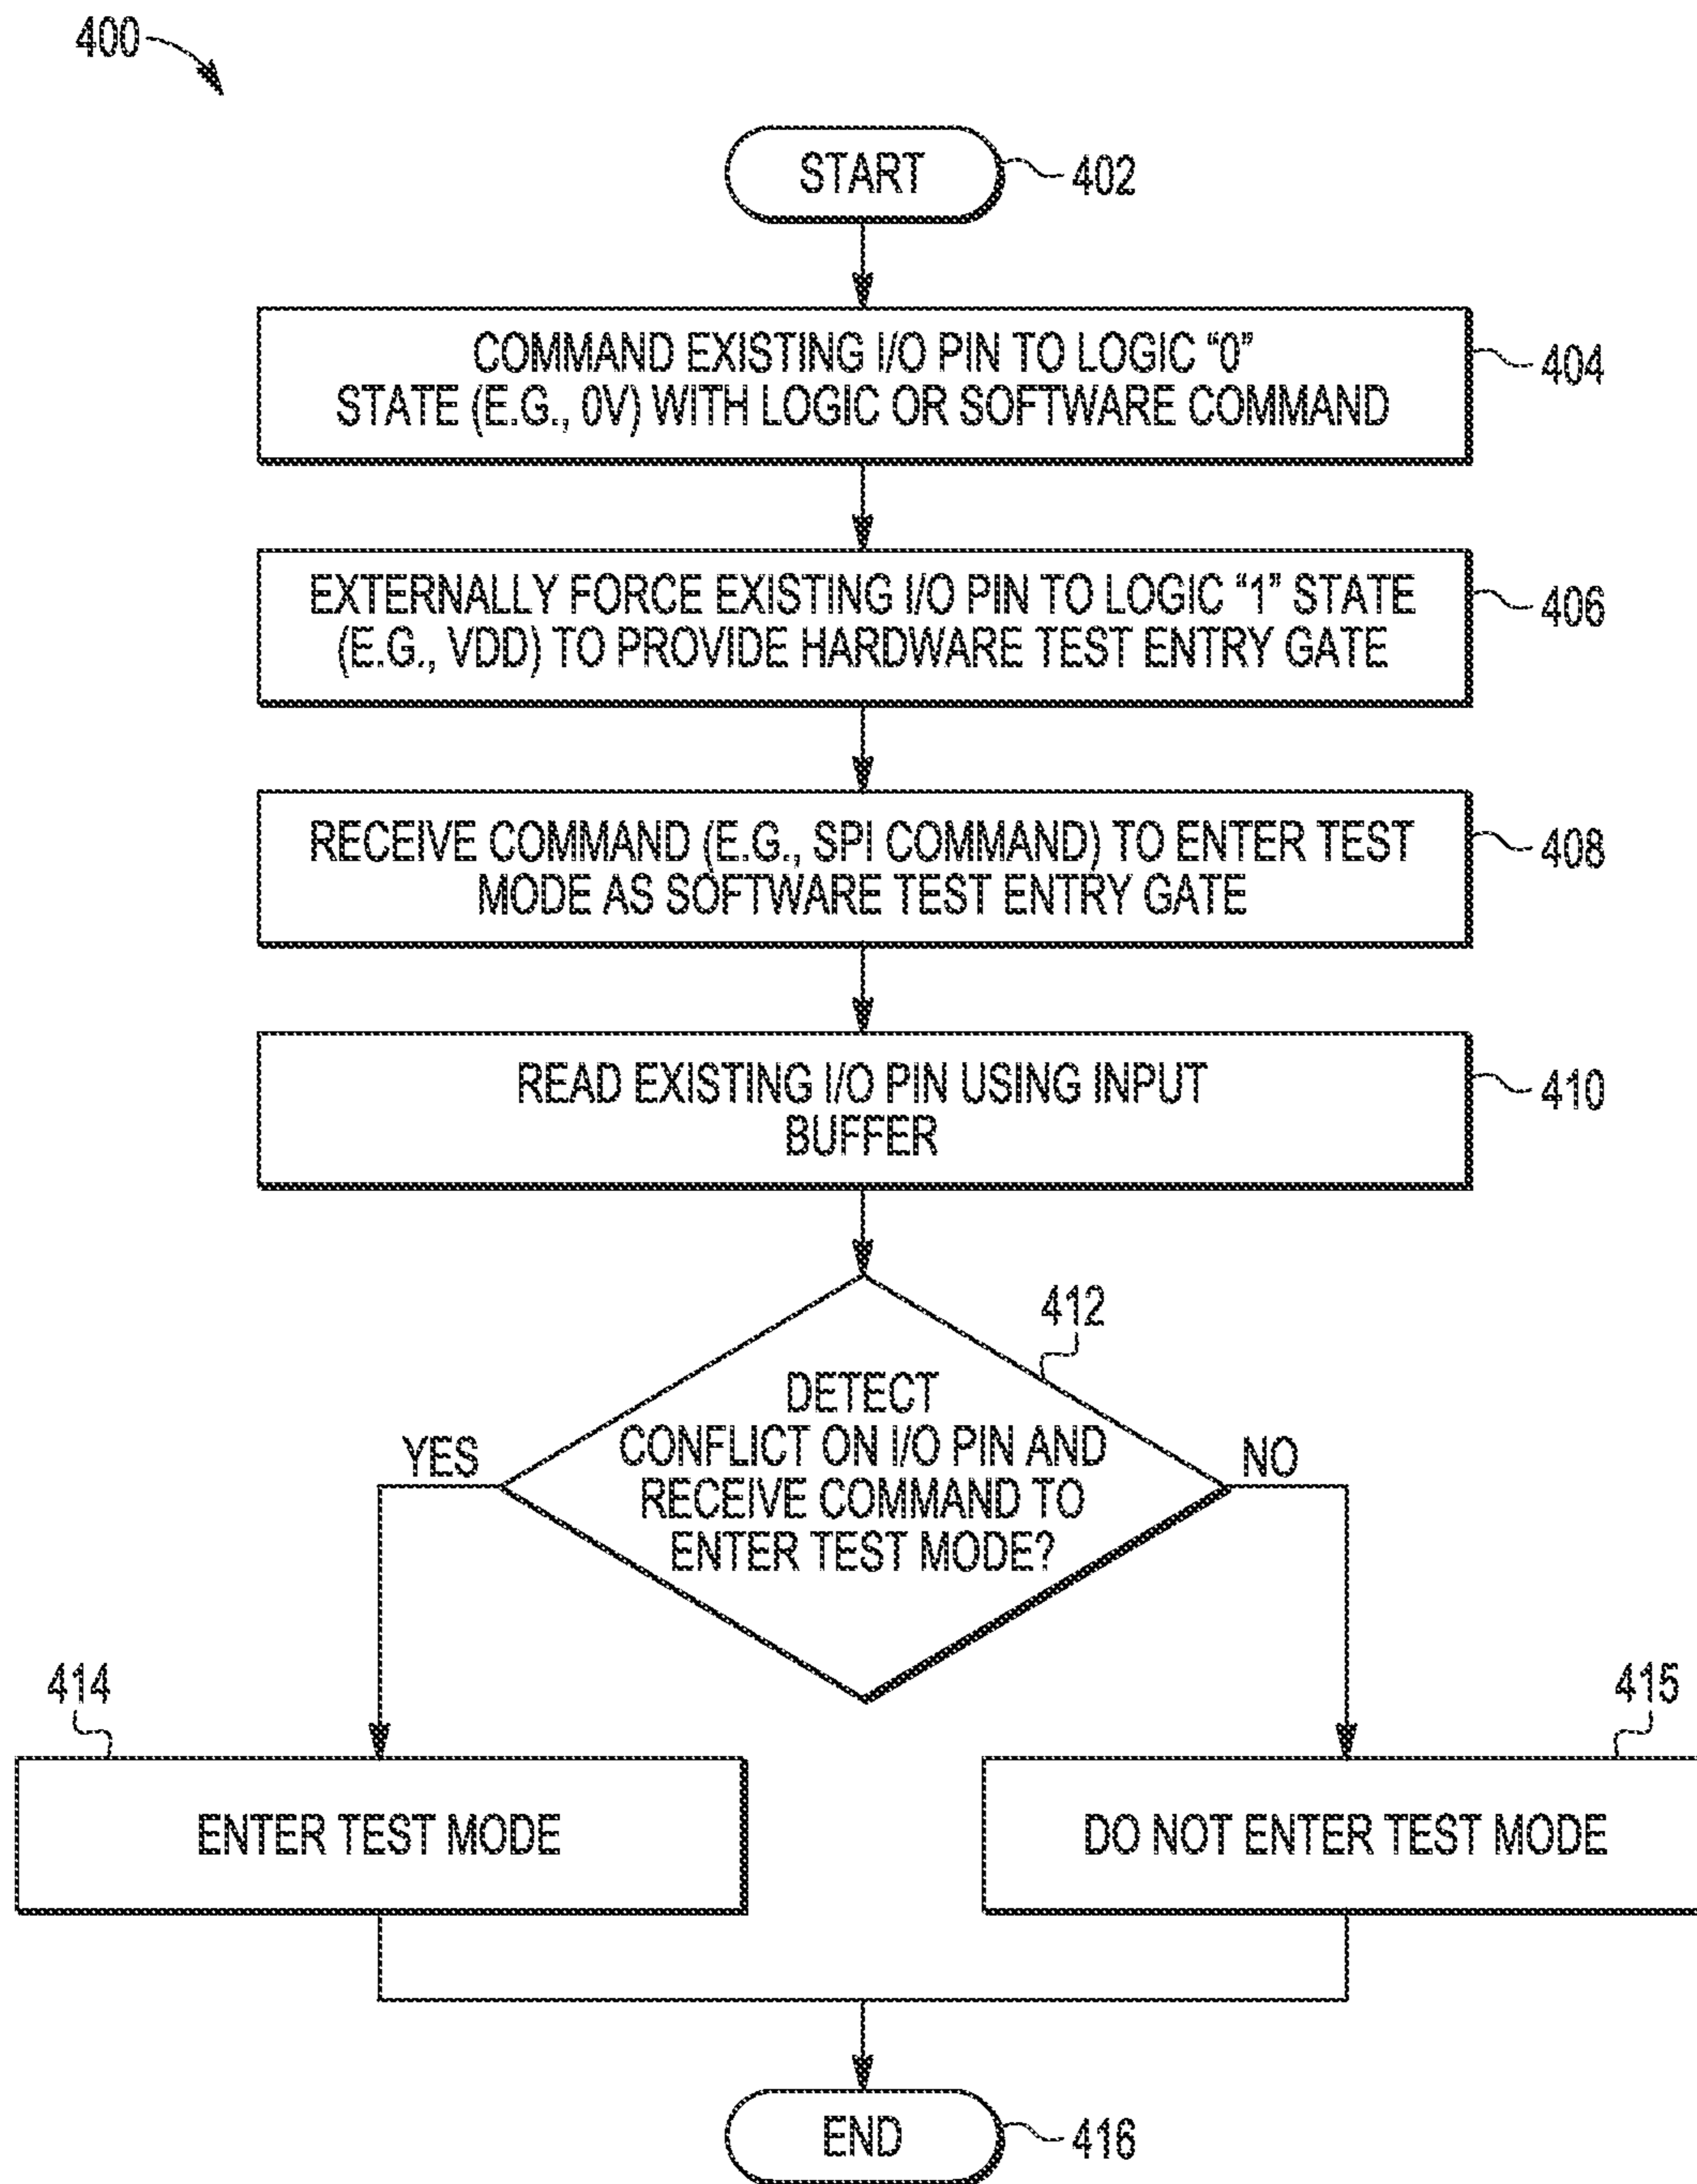 400
START
402
COMMAND EXISTING I/O PIN TO LOGIC “0”
STATE (E.G., 0V) WITH LOGIC OR SOFTWARE COMMAND
404
EXTERNALLY FORCE EXISTING I/O PIN TO LOGIC “1” STATE
(E.G., VDD) TO PROVIDE HARDWARE TEST ENTRY GATE
406
RECEIVE COMMAND (E.G., SPI COMMAND) TO ENTER TEST
MODE AS SOFTWARE TEST ENTRY GATE
408
READ EXISTING I/O PIN USING INPUT
BUFFER
410
412
DETECT
CONFLICT ON I/O PIN AND
RECEIVE COMMAND TO
ENTER TEST MODE?
YES
NO
414
ENTER TEST MODE
415
DO NOT ENTER TEST MODE
END
416